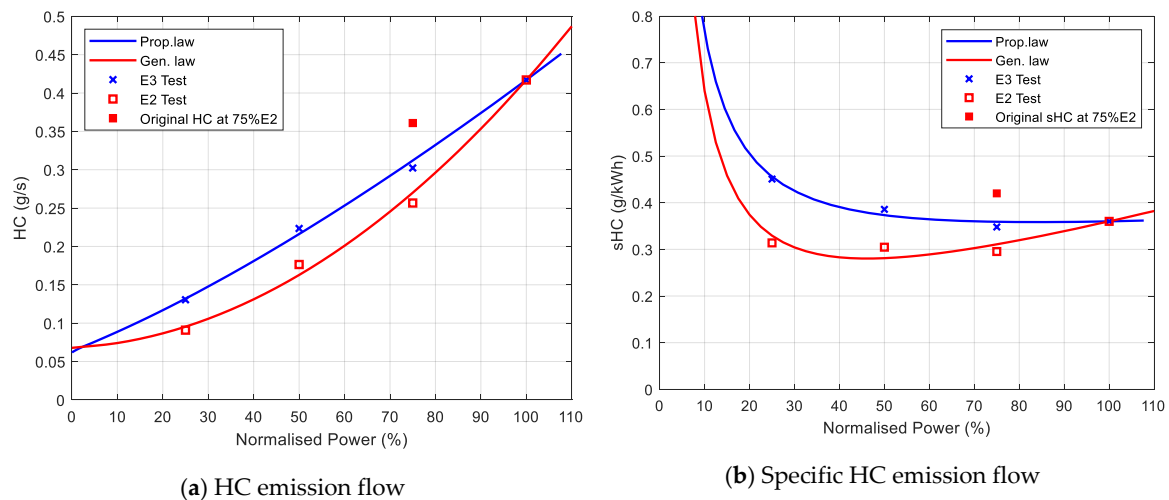 0.5
0.45
0.4
0.35
0.3
0.25
0.2
0.15
0.1
0.05
0
HC (g/s)
Prop.law
Gen. law
E3 Test
E2 Test
Original HC at 75%E2
0 10 20 30 40 50 60 70 80 90 100 110
Normalised Power (%)
(a) HC emission flow
0.8
0.7
0.6
0.5
0.4
0.3
0.2
0.1
0
sHC (g/kWh)
Prop.law
Gen. law
E3 Test
E2 Test
Original sHC at 75%E2
0 10 20 30 40 50 60 70 80 90 100 110
Normalised Power (%)
(b) Specific HC emission flow